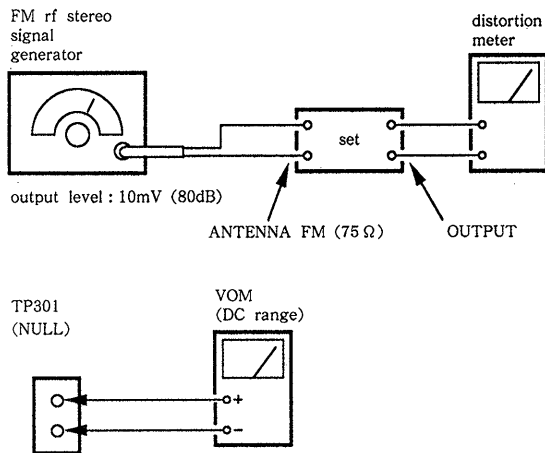 FM rf stereo
signal
generator
distortion
meter
set
output level : 10mV (80dB)
ANTENNA FM (75 Ω)
OUTPUT
TP301
(NULL)
VOM
(DC range)
+
−